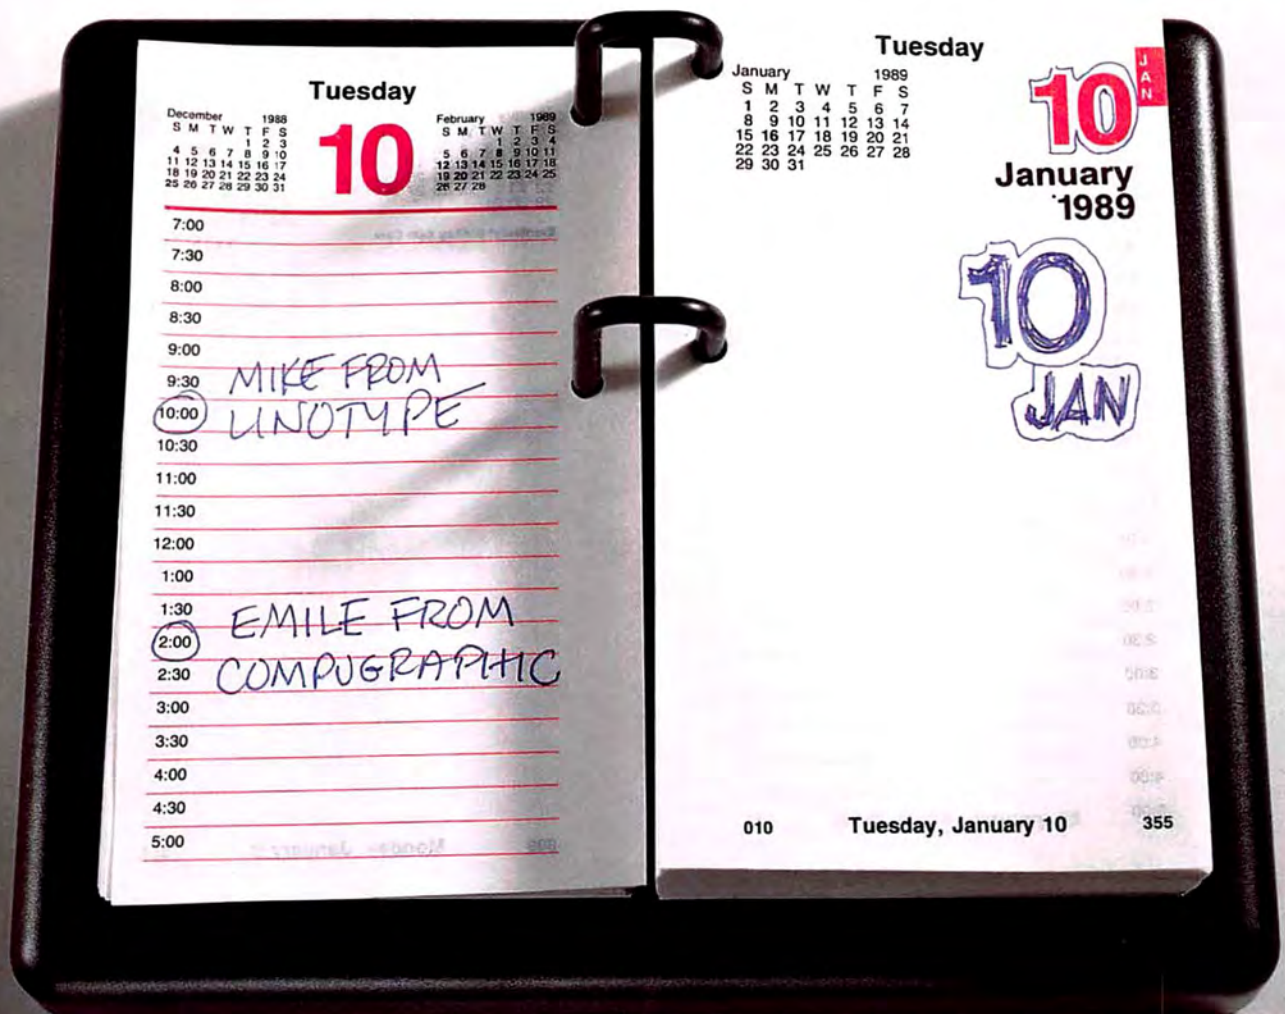 Tuesday
December 1988
S M T W T F S
1 2 3
4 5 6 7 8 9 10
11 12 13 14 15 16 17
18 19 20 21 22 23 24
25 26 27 28 29 30 31
10
February 1989
S M T W T F S
1 2 3 4
5 6 7 8 9 10 11
12 13 14 15 16 17 18
19 20 21 22 23 24 25
26 27 28
7:00
7:30
8:00
8:30
9:00
9:30 MIKE FROM
10:00 LINOTYPE
10:30
11:00
11:30
12:00
1:00
1:30 EMILE FROM
2:00
2:30 COMPUGRAPHIC
3:00
3:30
4:00
4:30
5:00
Tuesday
January 1989
S M T W T F S
1 2 3 4 5 6 7
8 9 10 11 12 13 14
15 16 17 18 19 20 21
22 23 24 25 26 27 28
29 30 31
10
JAN
January
1989
10
JAN
010 Tuesday, January 10 355